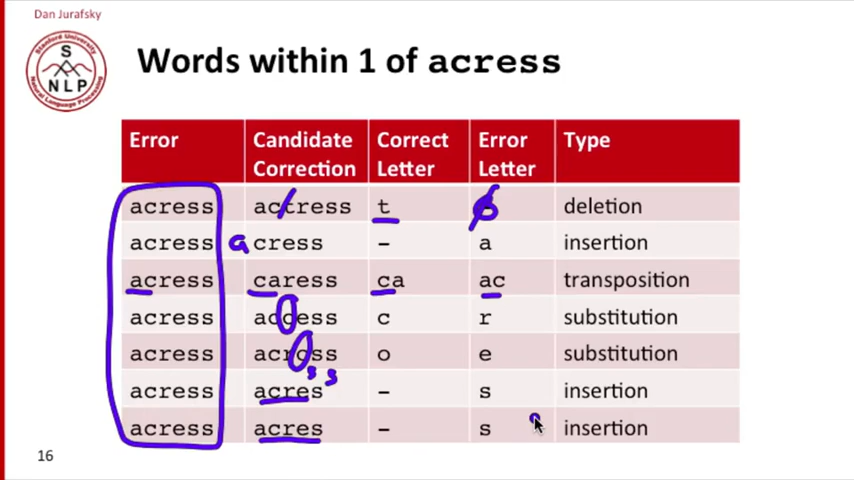 Dan Jurafsky
Stanford University
S
NLP
Natural Language Processing
Words within 1 of acress
Error Candidate Correction Correct Letter Error Letter Type
acress actress t - deletion
acress a cress - a insertion
acress caress ca ac transposition
acress access c r substitution
acress across o e substitution
s s
acress acres - s insertion
acress acres - s insertion
16